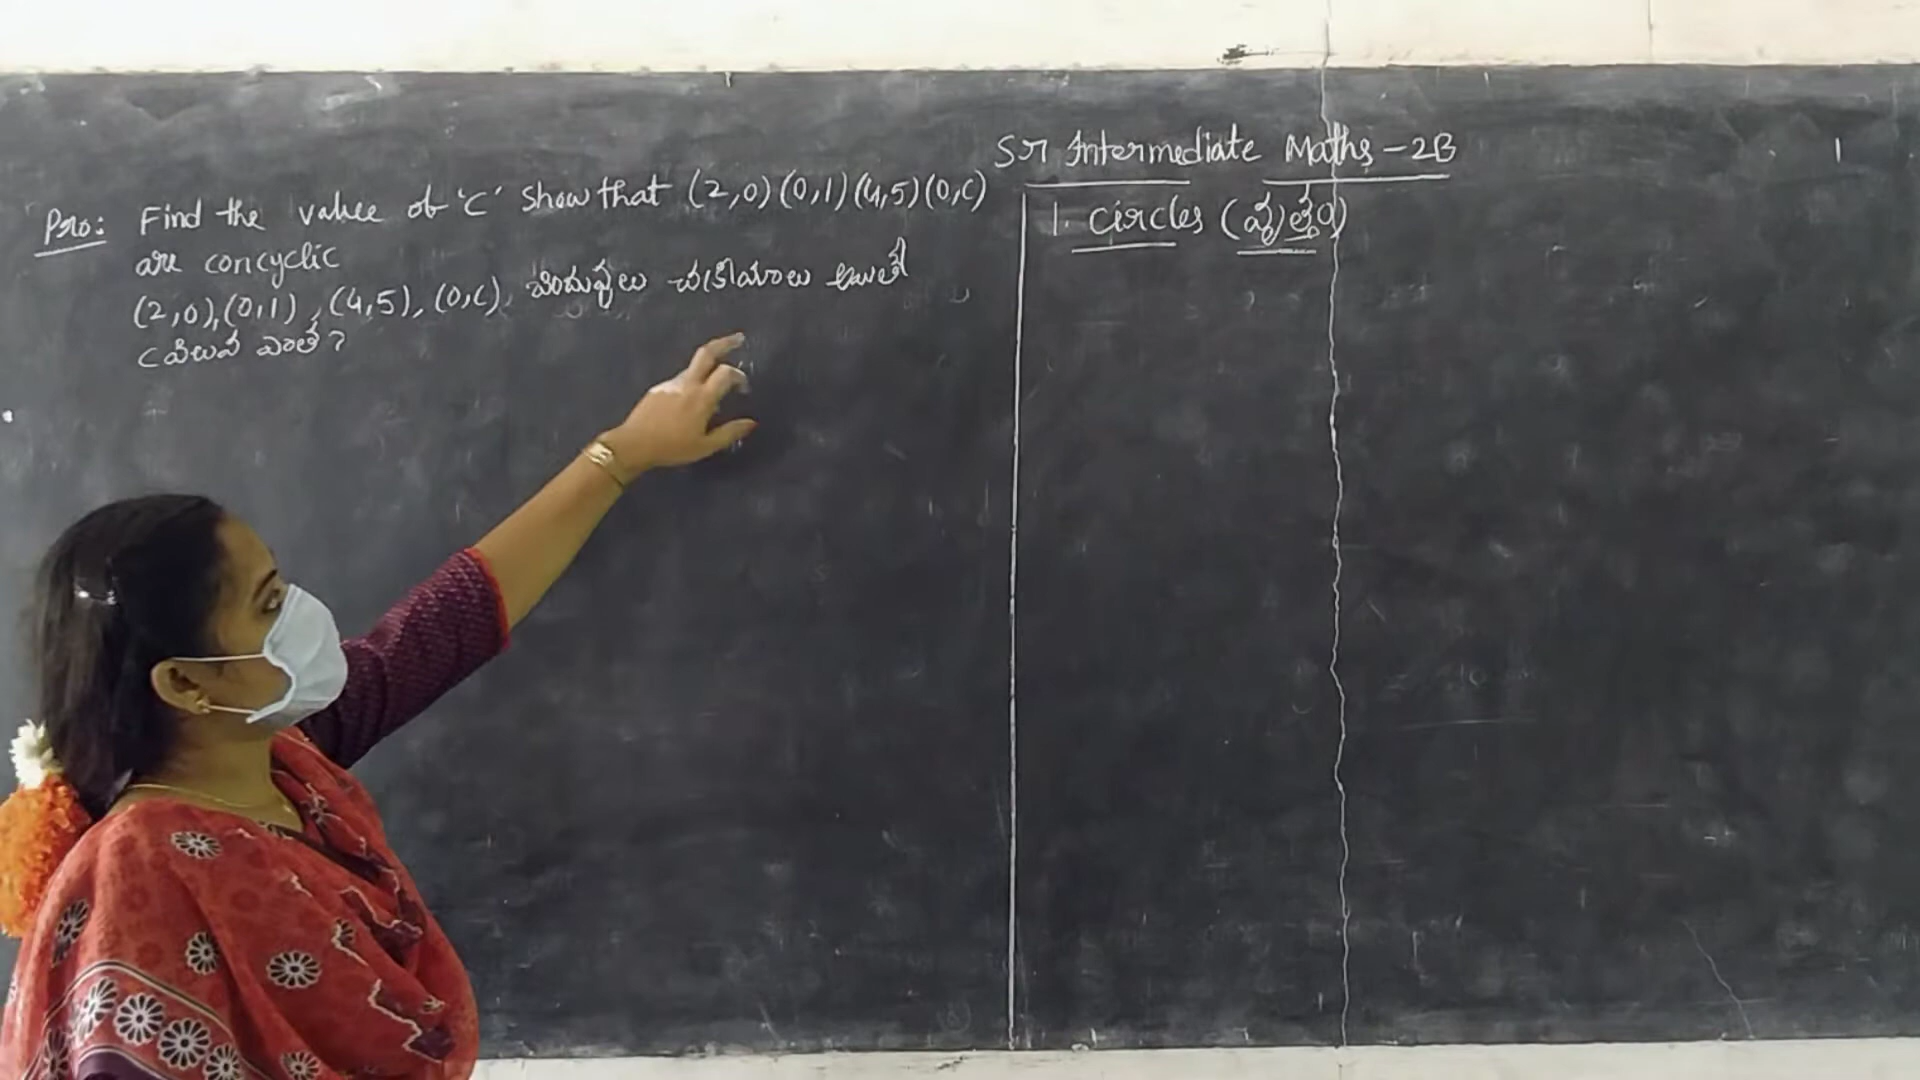 Sr Intermediate Maths - 2B
Pro: Find the value of 'C' show that (2,0)(0,1)(4,5)(0,C)
are concyclic
(2,0),(0,1), (4,5), (0,C), బిందువులు చక్రీయాలు అయితే
C విలువ ఎంత?
1. Circles (వృత్తం)
1